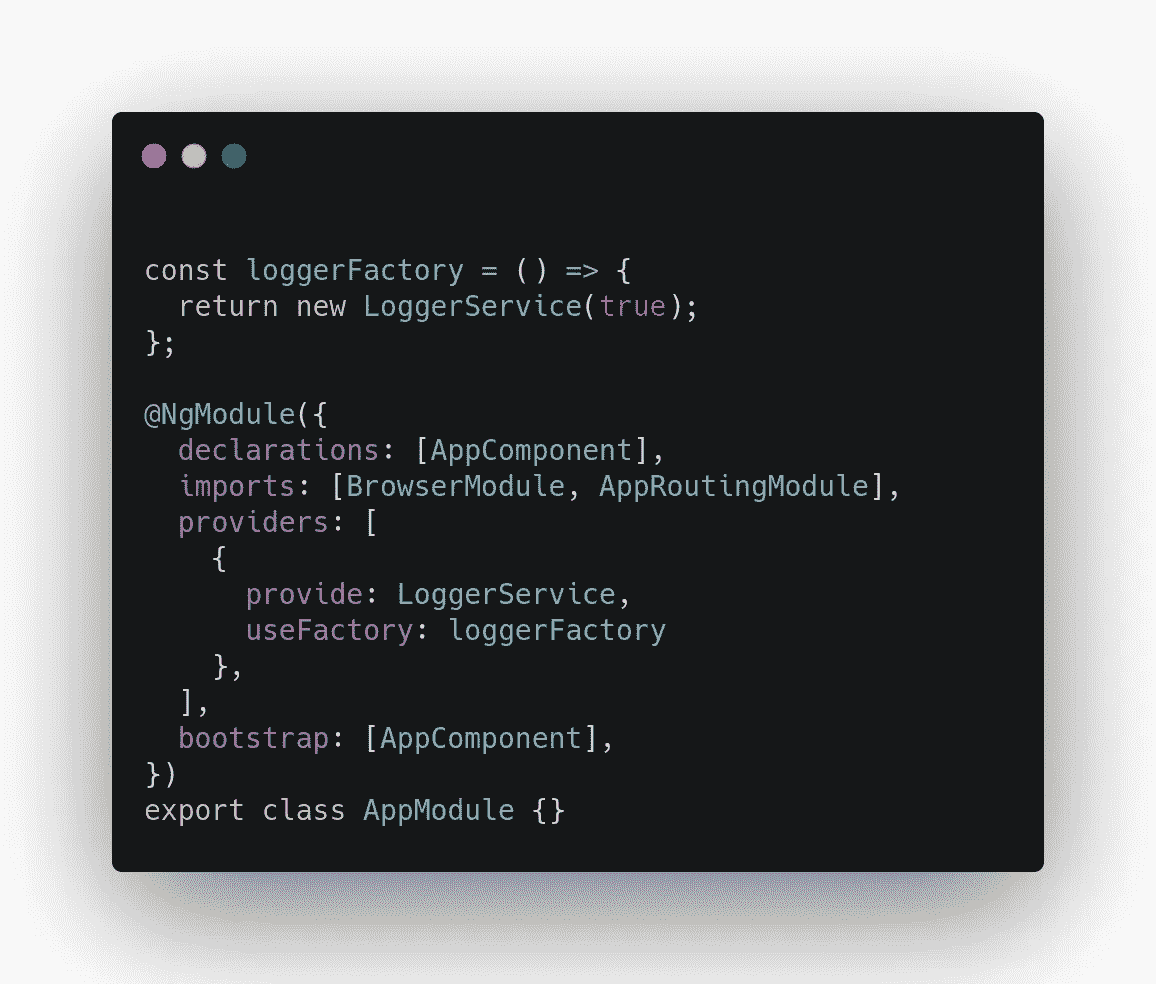 const loggerFactory = () => {
  return new LoggerService(true);
};

@NgModule({
  declarations: [AppComponent],
  imports: [BrowserModule, AppRoutingModule],
  providers: [
    {
      provide: LoggerService,
      useFactory: loggerFactory
    },
  ],
  bootstrap: [AppComponent],
})
export class AppModule {}